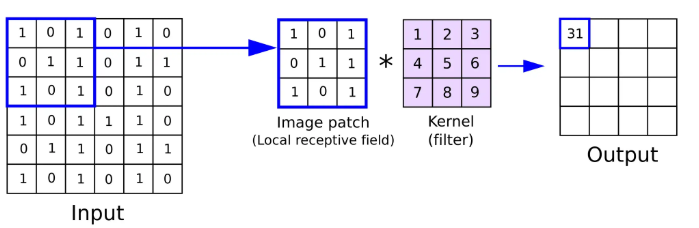 1 0 1 0 1 0
0 1 1 0 1 1
1 0 1 0 1 0
1 0 1 1 1 0
0 1 1 0 1 1
1 0 1 0 1 0
Input
1 0 1
0 1 1
1 0 1
Image patch
(Local receptive field)
*
1 2 3
4 5 6
7 8 9
Kernel
(filter)
31
Output